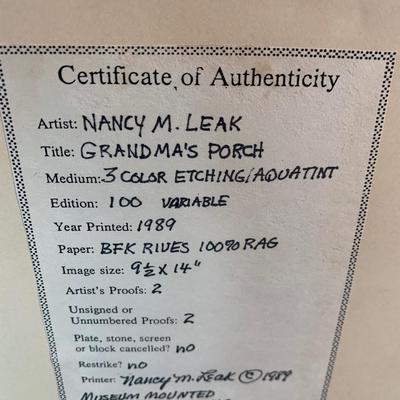 Certificate of Authenticity
Artist: NANCY M. LEAK
Title: GRANDMA'S PORCH
Medium: 3 COLOR ETCHING/AQUATINT
Edition: 100 VARIABLE
Year Printed: 1989
Paper: BFK RIVES 100% RAG
Image size: 9½ X 14"
Artist's Proofs: 2
Unsigned or
Unnumbered Proofs: 2
Plate, stone, screen
or block cancelled? no
Restrike? no
Printer: Nancy M. Leak © 1989
MUSEUM MOUNTED